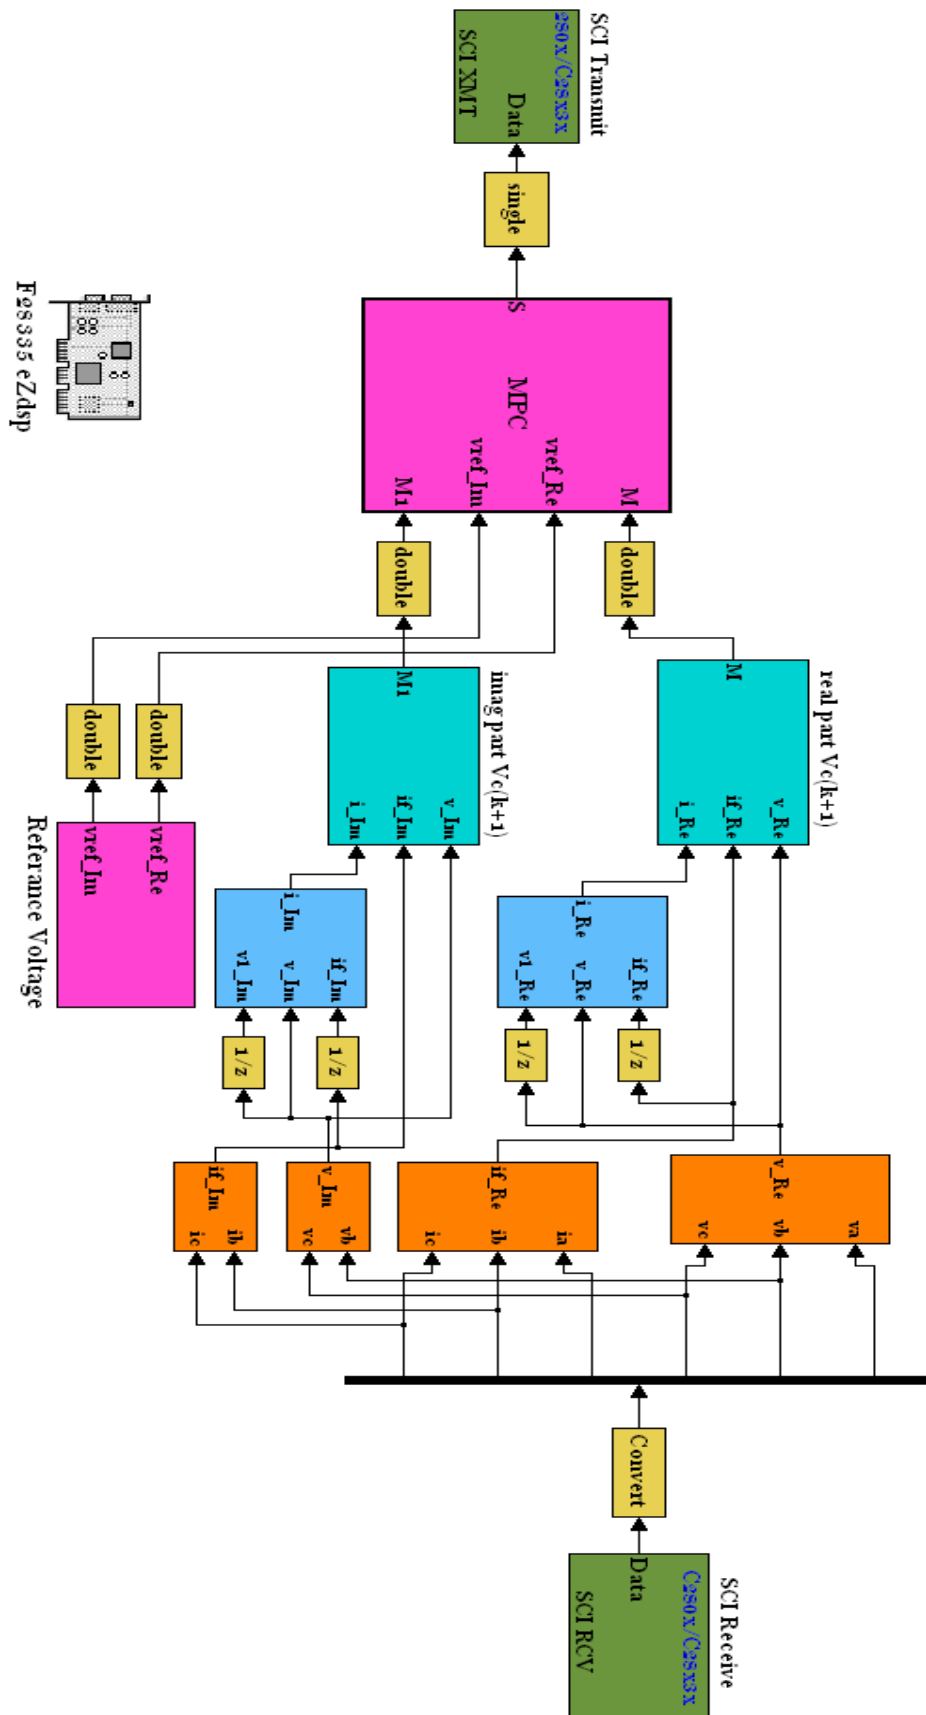 SCI Transmit
280x/C28x3x
Data
SCI XMT
single
S
MPC
M
vref_Re
vref_Im
M1
double
double
real part Vc(k+1)
M
v_Re
if_Re
i_Re
imag part Vc(k+1)
M1
v_Im
if_Im
i_Im
double
double
vref_Re
vref_Im
Referance Voltage
i_Re
if_Re
v_Re
v1_Re
1/z
1/z
i_Im
if_Im
v_Im
v1_Im
1/z
1/z
v_Re
va
vb
vc
if_Re
ia
ib
ic
v_Im
vb
vc
if_Im
ib
ic
Convert
SCI Receive
C280x/C28x3x
Data
SCI RCV
F28335 eZdsp